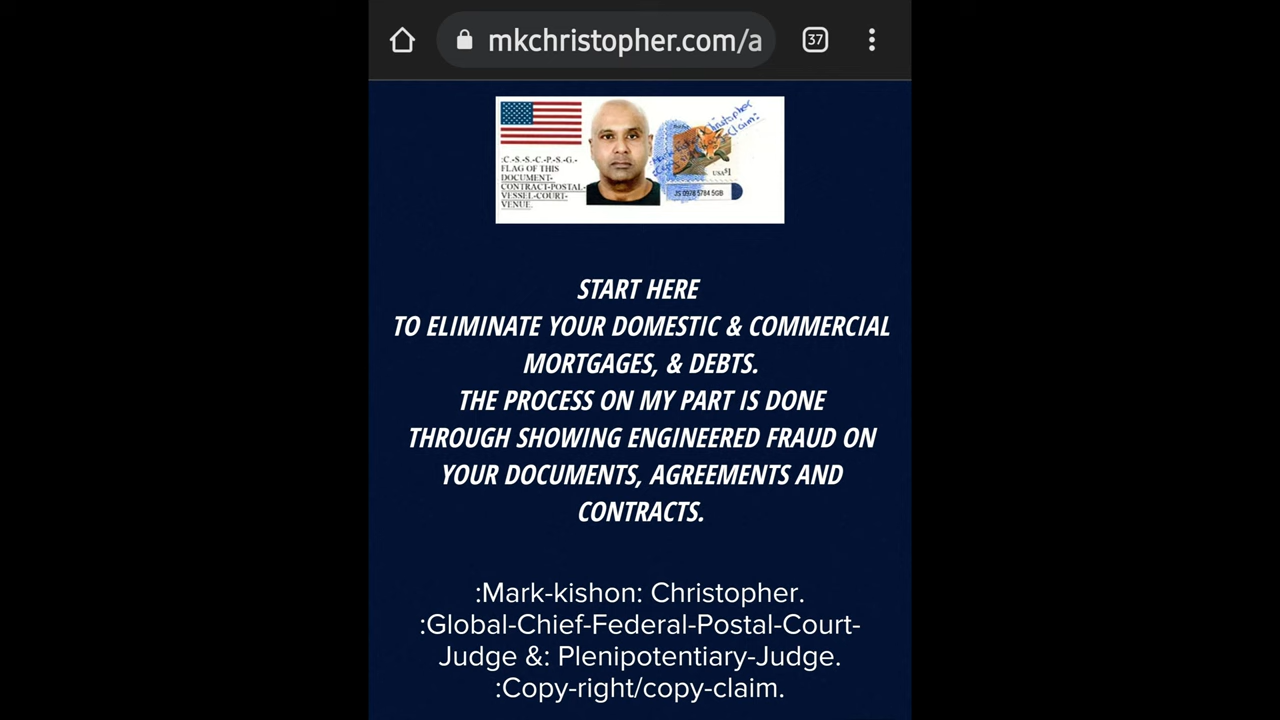 mkchristopher.com/a
37
:C.-S.-S.-C.-P.-S.-G.-
FLAG OF THIS
DOCUMENT-
CONTRACT-POSTAL-
VESSEL-COURT-
VENUE.
USA $1
START HERE
TO ELIMINATE YOUR DOMESTIC & COMMERCIAL
MORTGAGES, & DEBTS.
THE PROCESS ON MY PART IS DONE
THROUGH SHOWING ENGINEERED FRAUD ON
YOUR DOCUMENTS, AGREEMENTS AND
CONTRACTS.
:Mark-kishon: Christopher.
:Global-Chief-Federal-Postal-Court-
Judge &: Plenipotentiary-Judge.
:Copy-right/copy-claim.